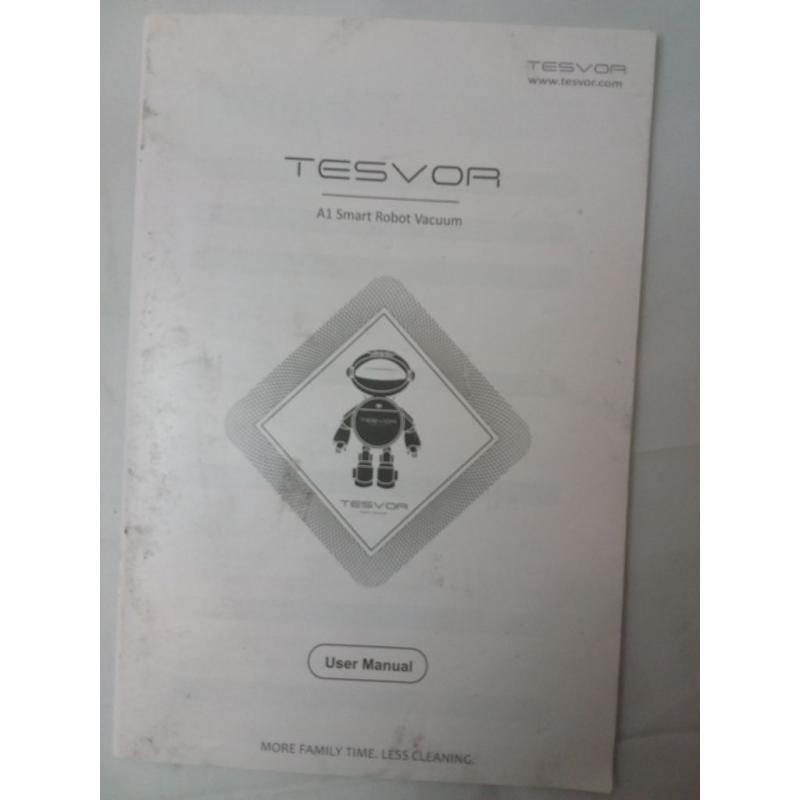 TESVOR
www.tesvor.com
TESVOR
A1 Smart Robot Vacuum
TESVOR
TESVOR
User Manual
MORE FAMILY TIME. LESS CLEANING.